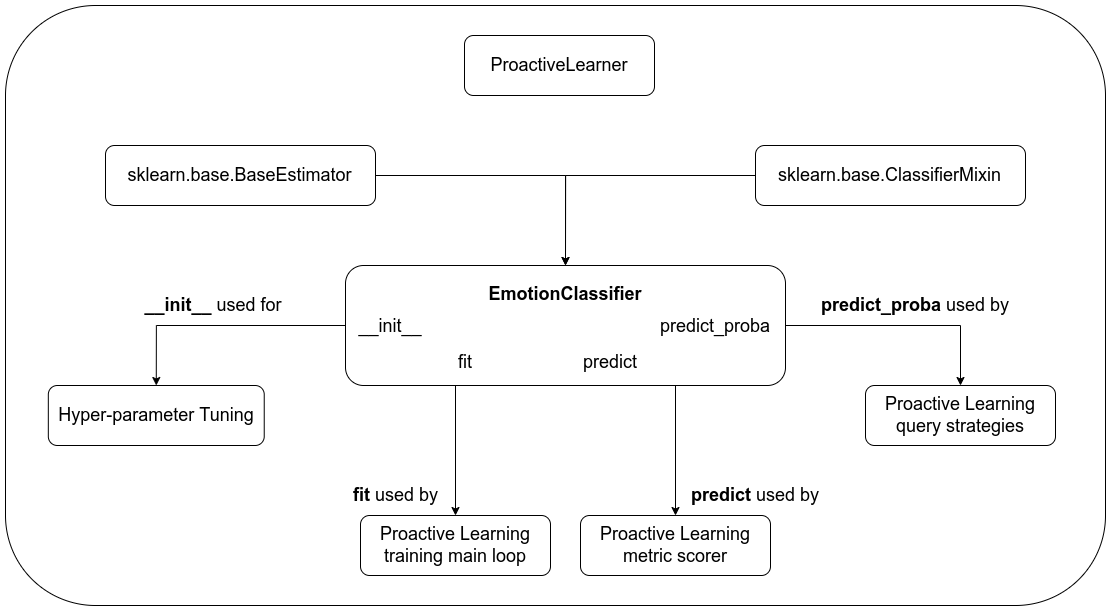 ProactiveLearner
sklearn.base.BaseEstimator
sklearn.base.ClassifierMixin
EmotionClassifier
__init__ used for
predict_proba used by
__init__
predict_proba
fit
predict
Hyper-parameter Tuning
Proactive Learning
query strategies
fit used by
predict used by
Proactive Learning
training main loop
Proactive Learning
metric scorer